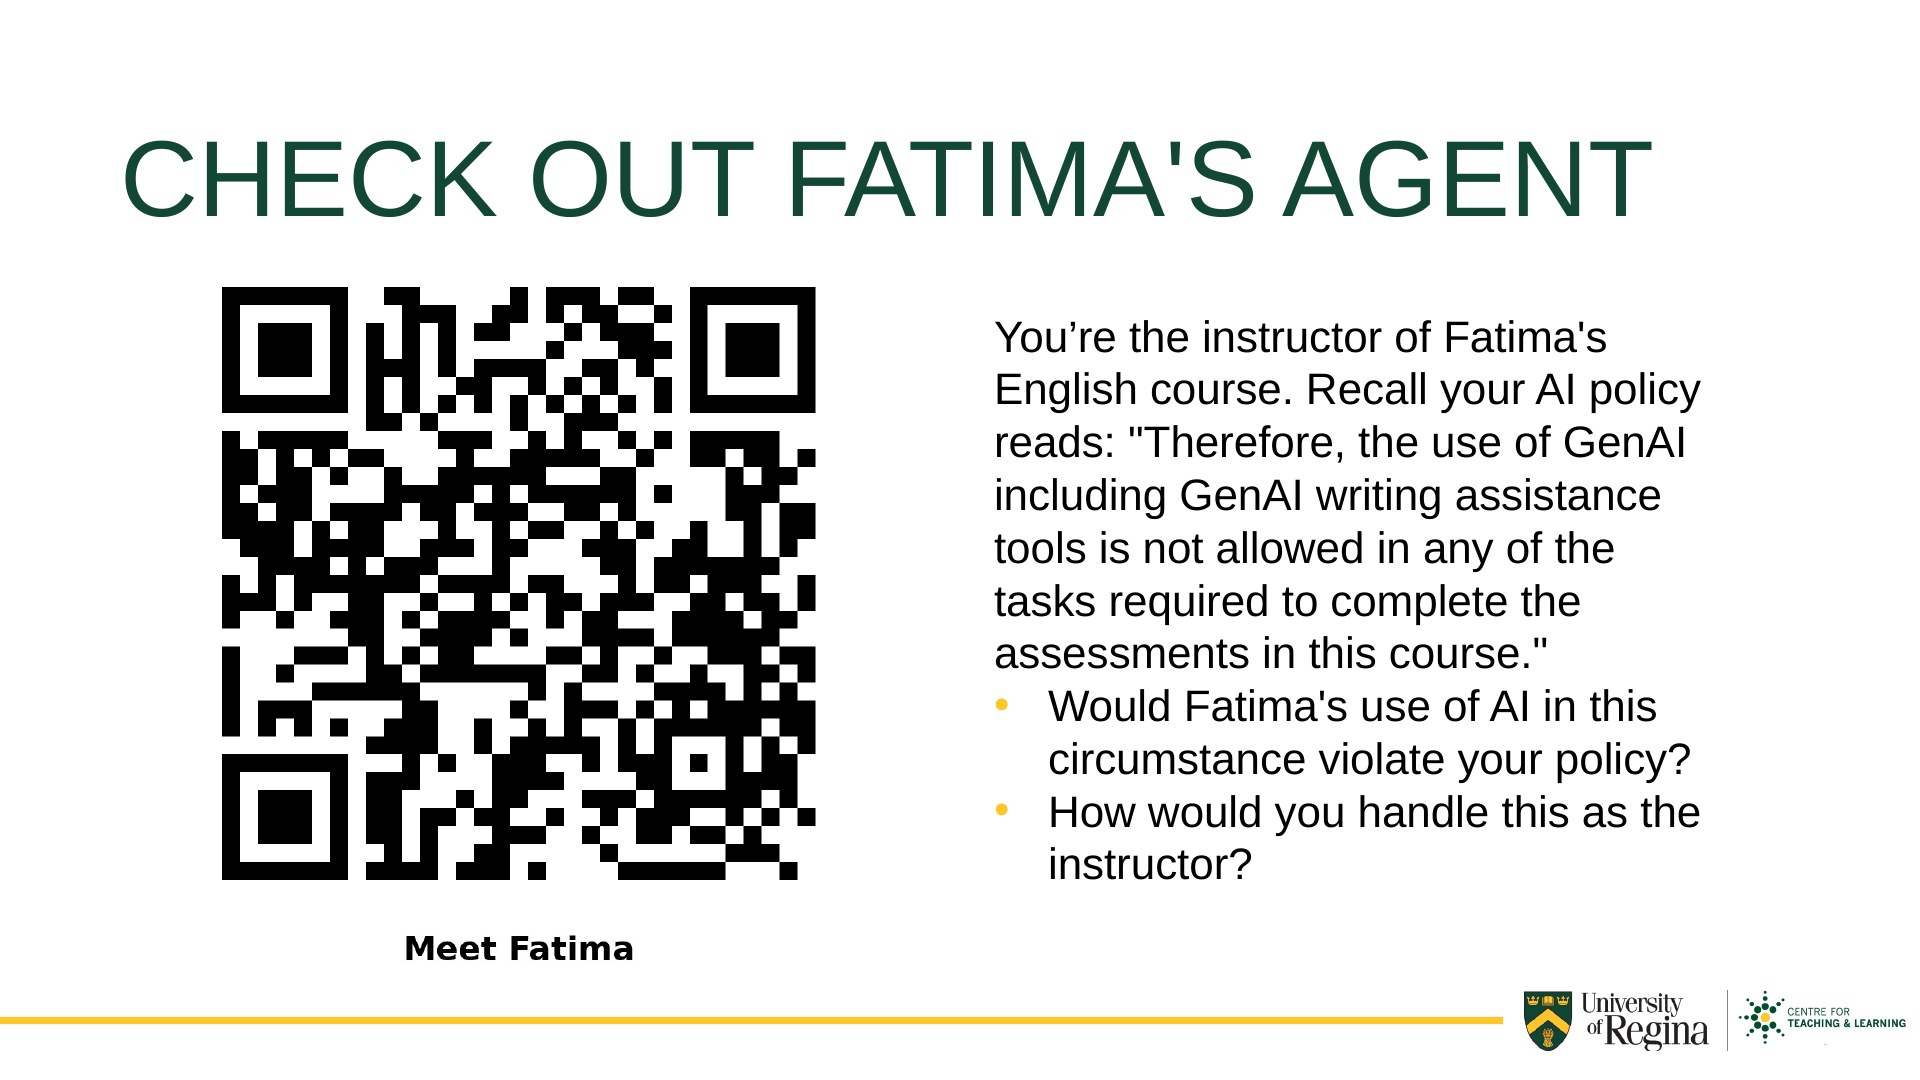 CHECK OUT FATIMA'S AGENT
You’re the instructor of Fatima's
English course. Recall your AI policy
reads: "Therefore, the use of GenAI
including GenAI writing assistance
tools is not allowed in any of the
tasks required to complete the
assessments in this course."
• Would Fatima's use of AI in this
circumstance violate your policy?
• How would you handle this as the
instructor?
Meet Fatima
University
of Regina
CENTRE FOR
TEACHING & LEARNING